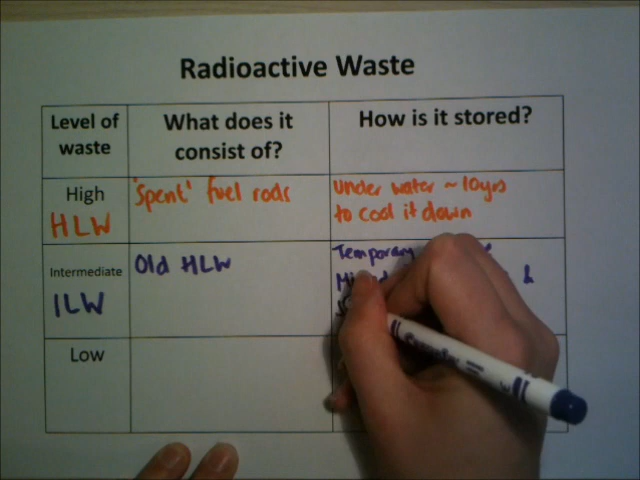 Radioactive Waste
Level of
waste
What does it
consist of?
How is it stored?
High
HLW
'Spent' fuel rods
Under water ~ 10yrs
to cool it down
Intermediate
ILW
Old HLW
Temporary
&
Low